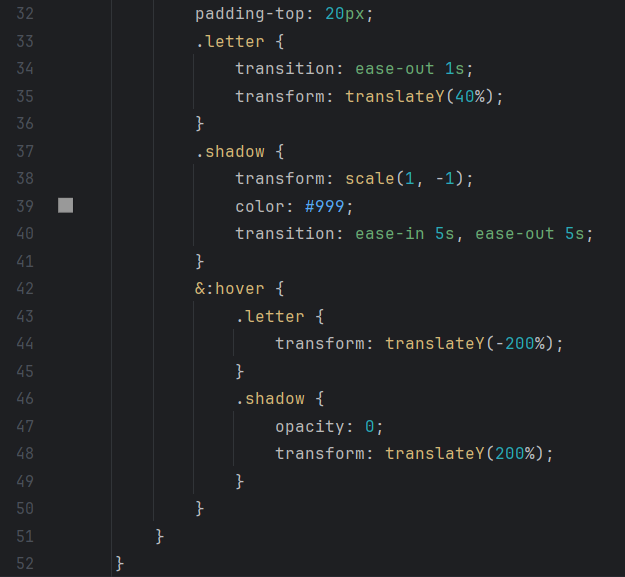 32 padding-top: 20px;
33 .letter {
34 transition: ease-out 1s;
35 transform: translateY(40%);
36 }
37 .shadow {
38 transform: scale(1, -1);
39 color: #999;
40 transition: ease-in 5s, ease-out 5s;
41 }
42 &:hover {
43 .letter {
44 transform: translateY(-200%);
45 }
46 .shadow {
47 opacity: 0;
48 transform: translateY(200%);
49 }
50 }
51 }
52 }